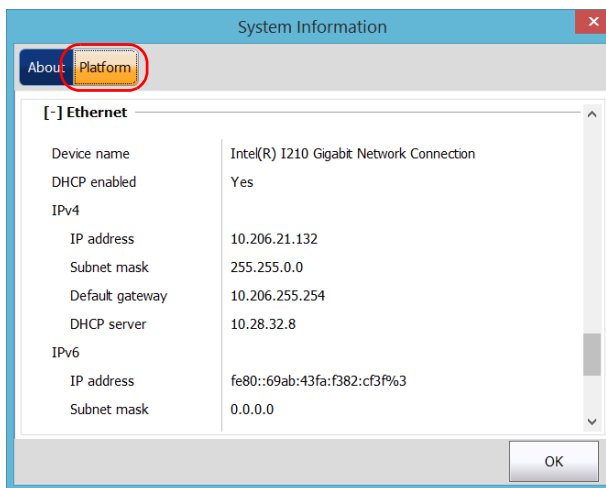 System Information
About Platform
[-] Ethernet
Device name Intel(R) I210 Gigabit Network Connection
DHCP enabled Yes
IPv4
IP address 10.206.21.132
Subnet mask 255.255.0.0
Default gateway 10.206.255.254
DHCP server 10.28.32.8
IPv6
IP address fe80::69ab:43fa:f382:cf3f%3
Subnet mask 0.0.0.0
OK